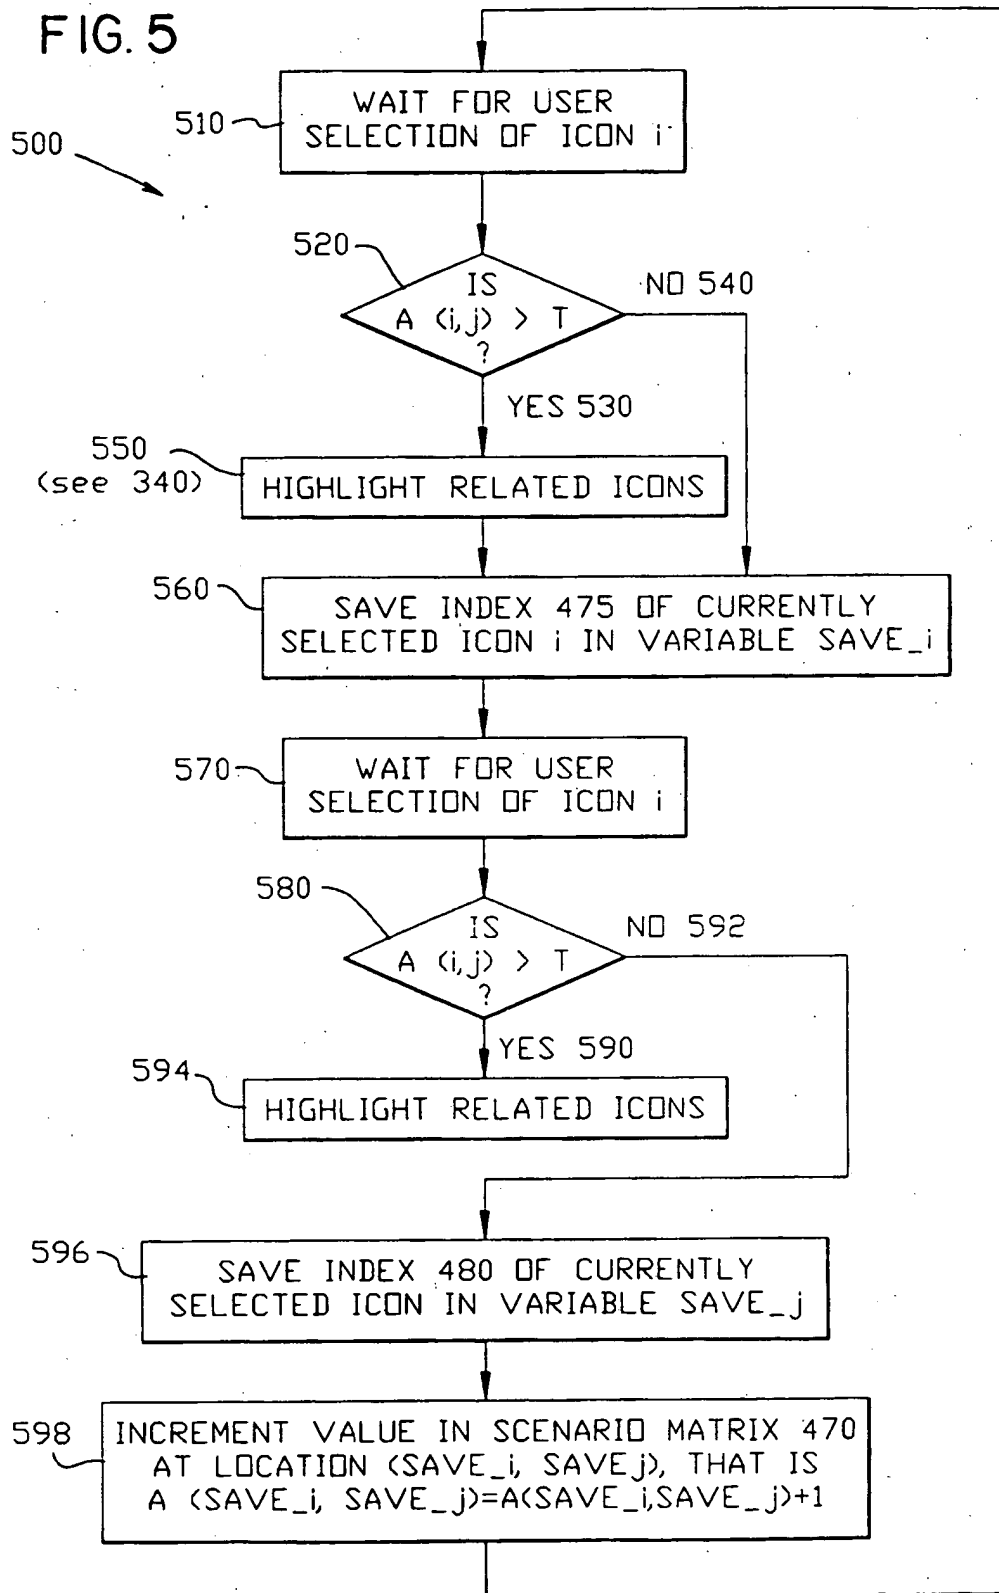 FIG. 5
500
510
WAIT FOR USER
SELECTION OF ICON i
520
IS
A (i,j) > T
?
NO 540
YES 530
550
(see 340)
HIGHLIGHT RELATED ICONS
560
SAVE INDEX 475 OF CURRENTLY
SELECTED ICON i IN VARIABLE SAVE_i
570
WAIT FOR USER
SELECTION OF ICON i
580
IS
A (i,j) > T
?
NO 592
YES 590
594
HIGHLIGHT RELATED ICONS
596
SAVE INDEX 480 OF CURRENTLY
SELECTED ICON IN VARIABLE SAVE_j
598
INCREMENT VALUE IN SCENARIO MATRIX 470
AT LOCATION (SAVE_i, SAVEj), THAT IS
A (SAVE_i, SAVE_j)=A(SAVE_i,SAVE_j)+1